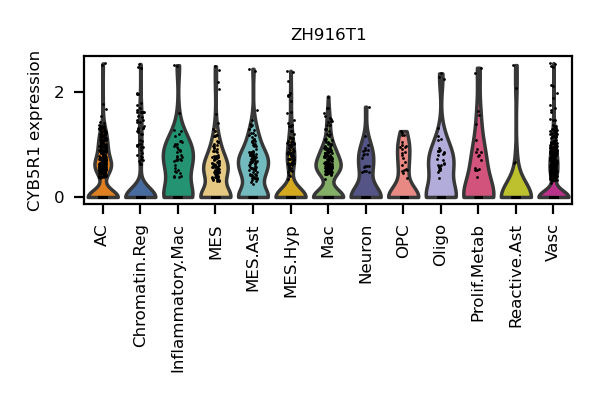 ZH916T1
CYB5R1 expression
2
0
AC
Chromatin.Reg
Inflammatory.Mac
MES
MES.Ast
MES.Hyp
Mac
Neuron
OPC
Oligo
Prolif.Metab
Reactive.Ast
Vasc